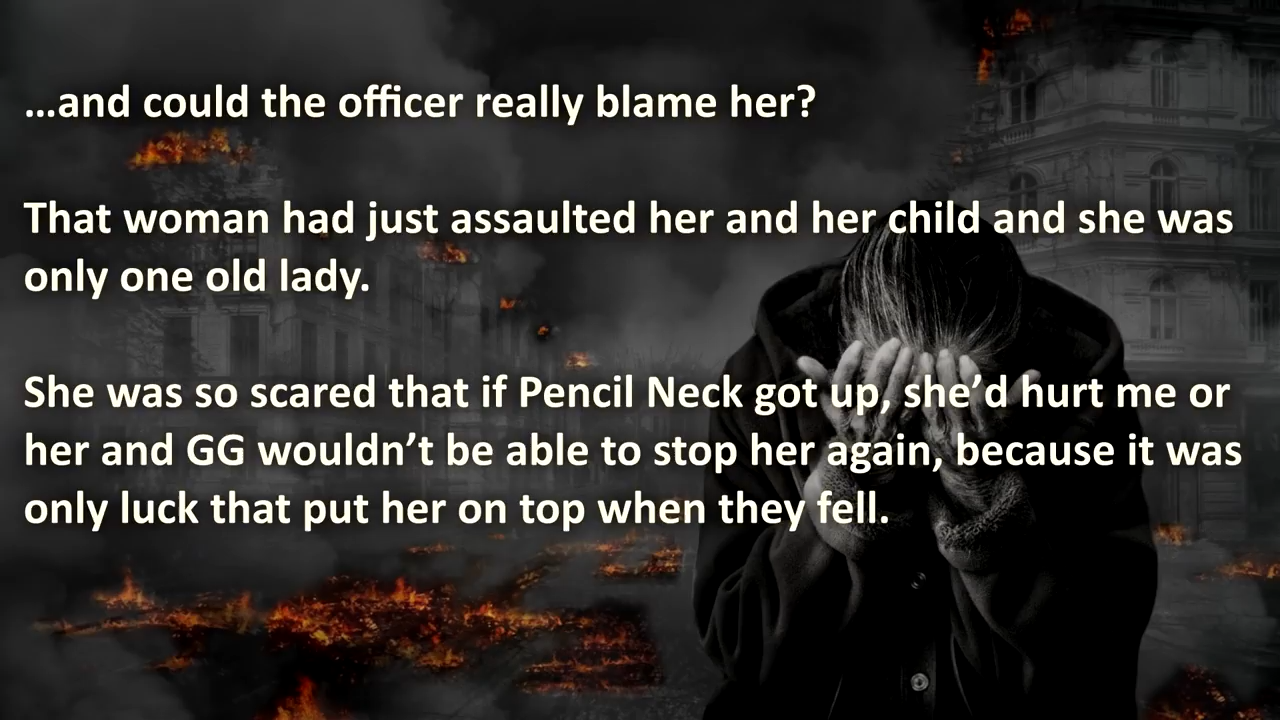 …and could the officer really blame her?
That woman had just assaulted her and her child and she was
only one old lady.
She was so scared that if Pencil Neck got up, she’d hurt me or
her and GG wouldn’t be able to stop her again, because it was
only luck that put her on top when they fell.